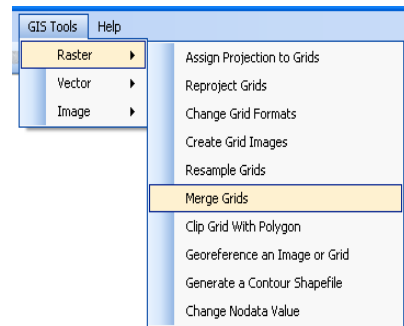 GIS Tools Help
Raster
Vector
Image
Assign Projection to Grids
Reproject Grids
Change Grid Formats
Create Grid Images
Resample Grids
Merge Grids
Clip Grid With Polygon
Georeference an Image or Grid
Generate a Contour Shapefile
Change Nodata Value